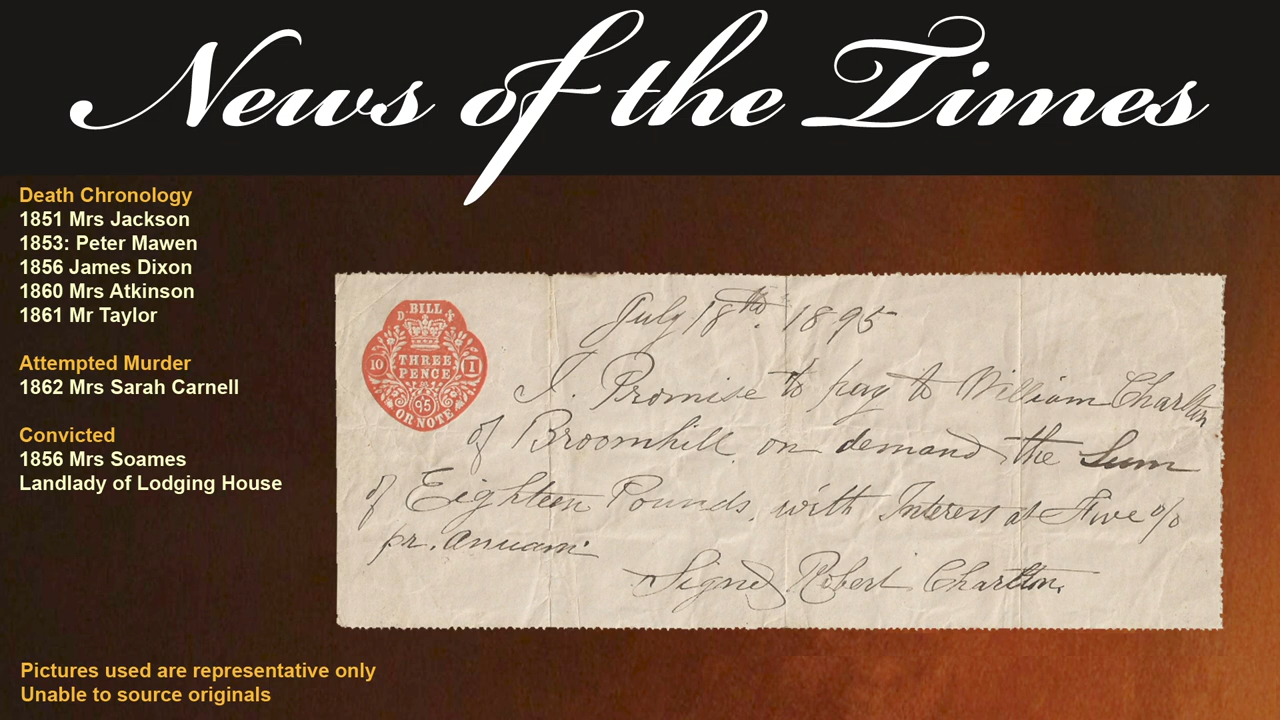 News of the Times
Death Chronology
1851 Mrs Jackson
1853: Peter Mawen
1856 James Dixon
1860 Mrs Atkinson
1861 Mr Taylor
Attempted Murder
1862 Mrs Sarah Carnell
Convicted
1856 Mrs Soames
Landlady of Lodging House
BILL
THREE
PENCE
10
1
95
OR NOTE
July 18th. 1895
I. Promise to pay to William Charlton
of Broomhill on demand the Sum
of Eighteen Pounds, with Interest at Five %
pr. annum
Signed Robert Charlton.
Pictures used are representative only
Unable to source originals